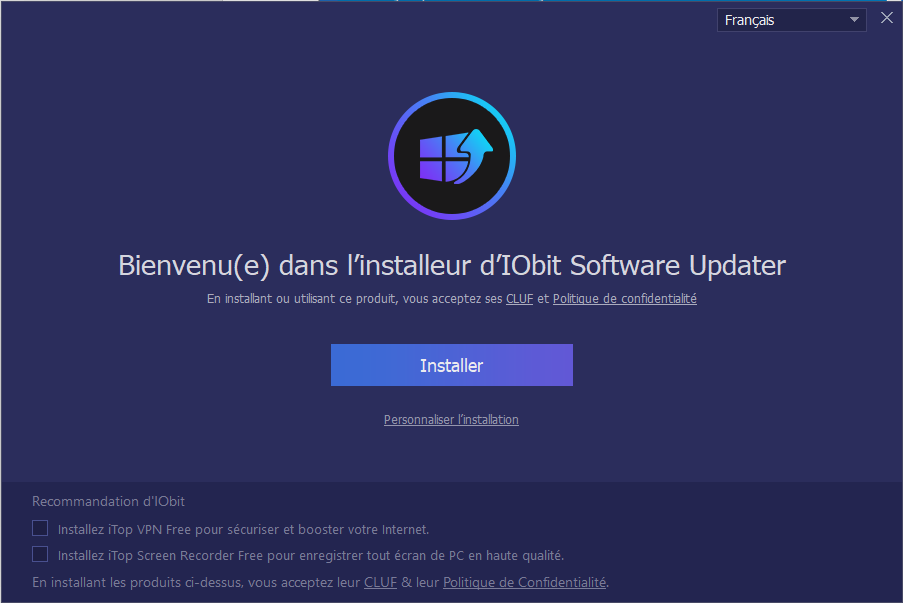 Français
Bienvenu(e) dans l’installeur d’IObit Software Updater
En installant ou utilisant ce produit, vous acceptez ses CLUF et Politique de confidentialité
Installer
Personnaliser l’installation
Recommandation d'IObit
Installez iTop VPN Free pour sécuriser et booster votre Internet.
Installez iTop Screen Recorder Free pour enregistrer tout écran de PC en haute qualité.
En installant les produits ci-dessus, vous acceptez leur CLUF & leur Politique de Confidentialité.